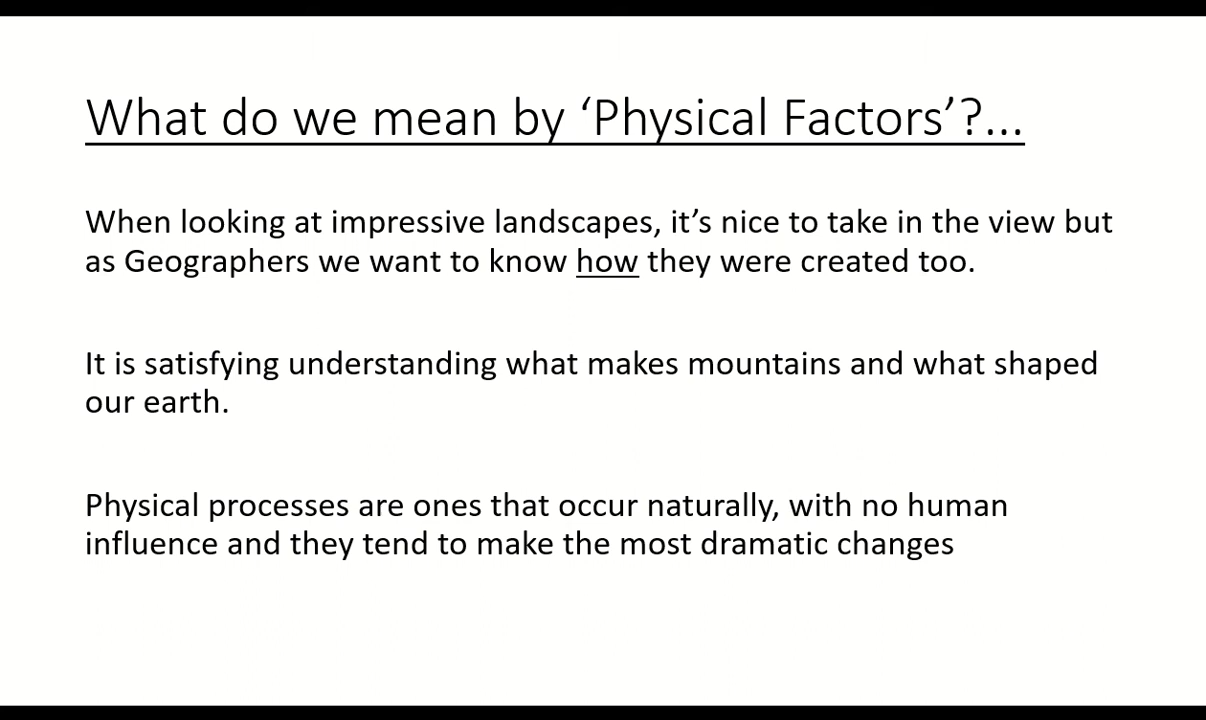 What do we mean by ‘Physical Factors’?...
When looking at impressive landscapes, it’s nice to take in the view but
as Geographers we want to know how they were created too.
It is satisfying understanding what makes mountains and what shaped
our earth.
Physical processes are ones that occur naturally, with no human
influence and they tend to make the most dramatic changes